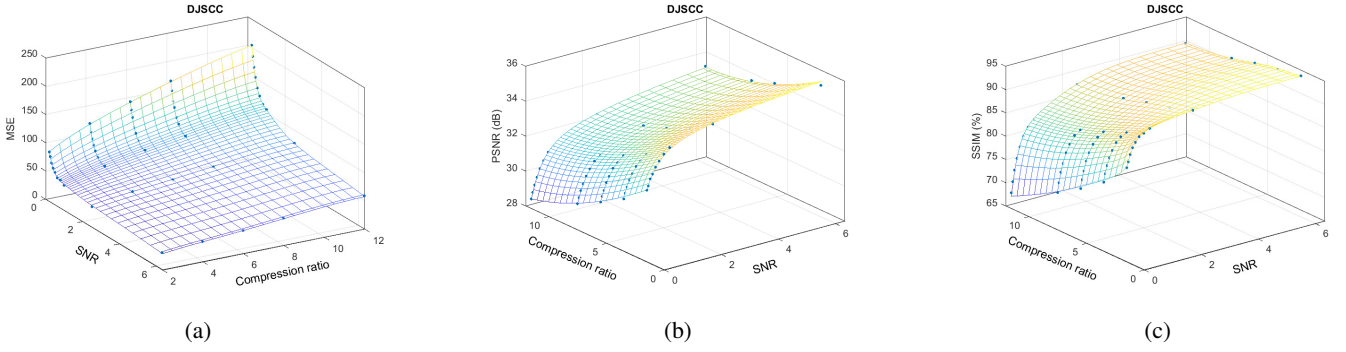 DJSCC
250
200
150
100
50
0
MSE
0
2
4
6
SNR
2
4
6
8
10
12
Compression ratio
(a)
DJSCC
36
34
32
30
28
PSNR (dB)
10
5
0
Compression ratio
0
2
4
6
SNR
(b)
DJSCC
95
90
85
80
75
70
65
SSIM (%)
10
5
0
Compression ratio
0
2
4
6
SNR
(c)